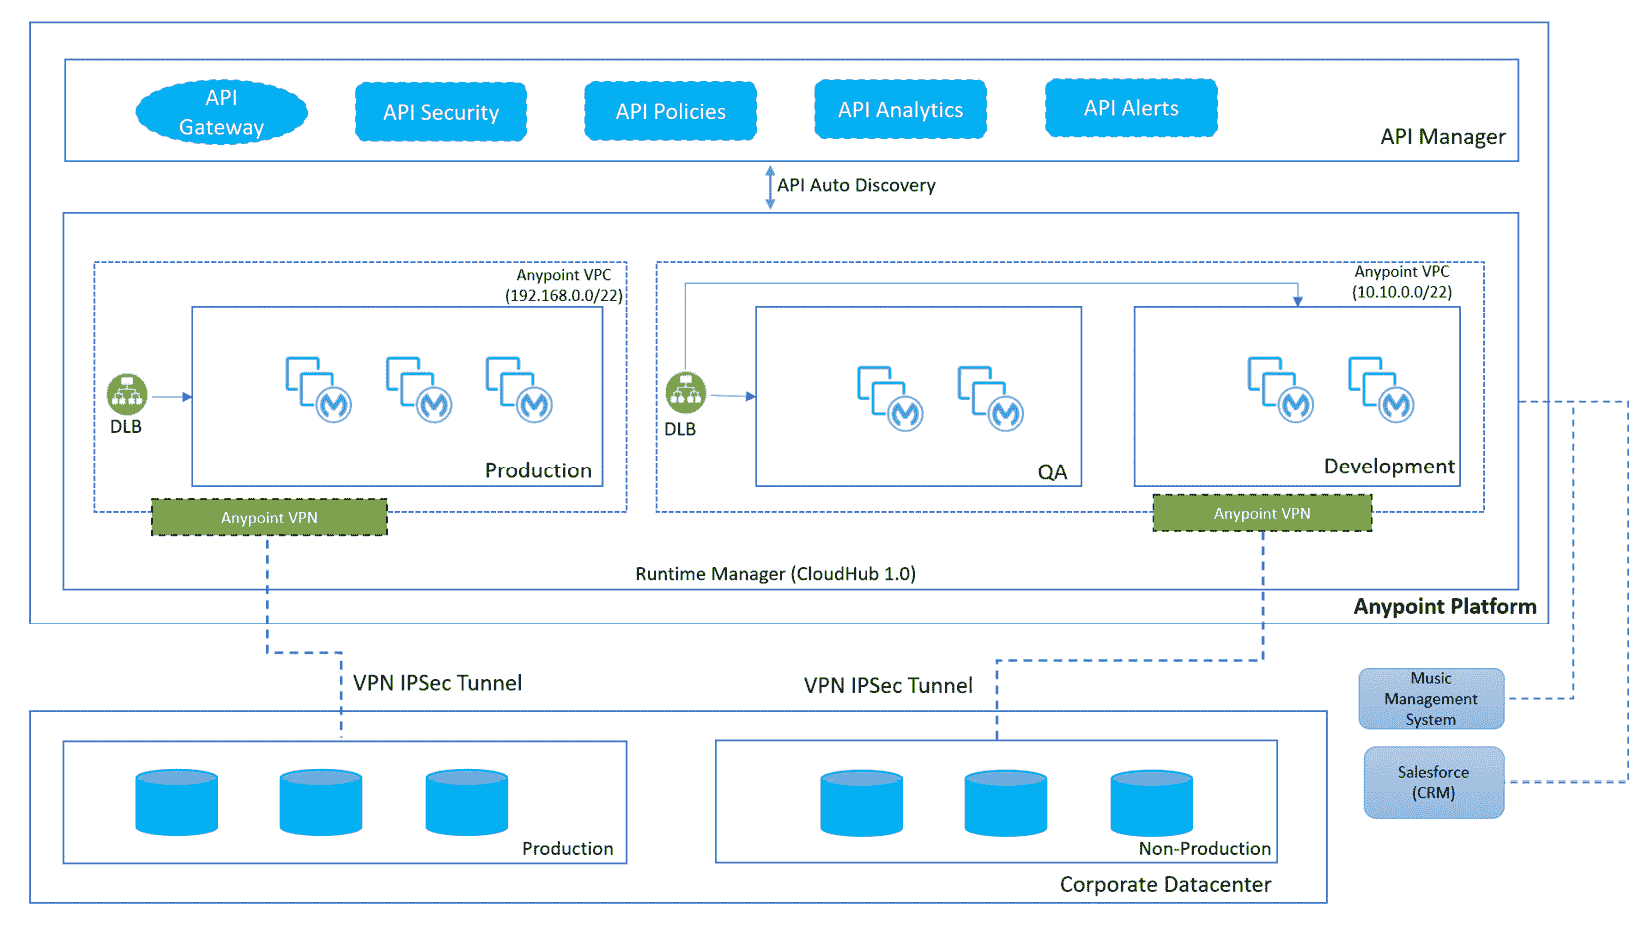 API
Gateway
API Security
API Policies
API Analytics
API Alerts
API Manager
API Auto Discovery
Anypoint VPC
(192.168.0.0/22)
DLB
Production
Anypoint VPN
Anypoint VPC
(10.10.0.0/22)
DLB
QA
Development
Anypoint VPN
Runtime Manager (CloudHub 1.0)
Anypoint Platform
VPN IPSec Tunnel
VPN IPSec Tunnel
Music
Management
System
Salesforce
(CRM)
Production
Non-Production
Corporate Datacenter